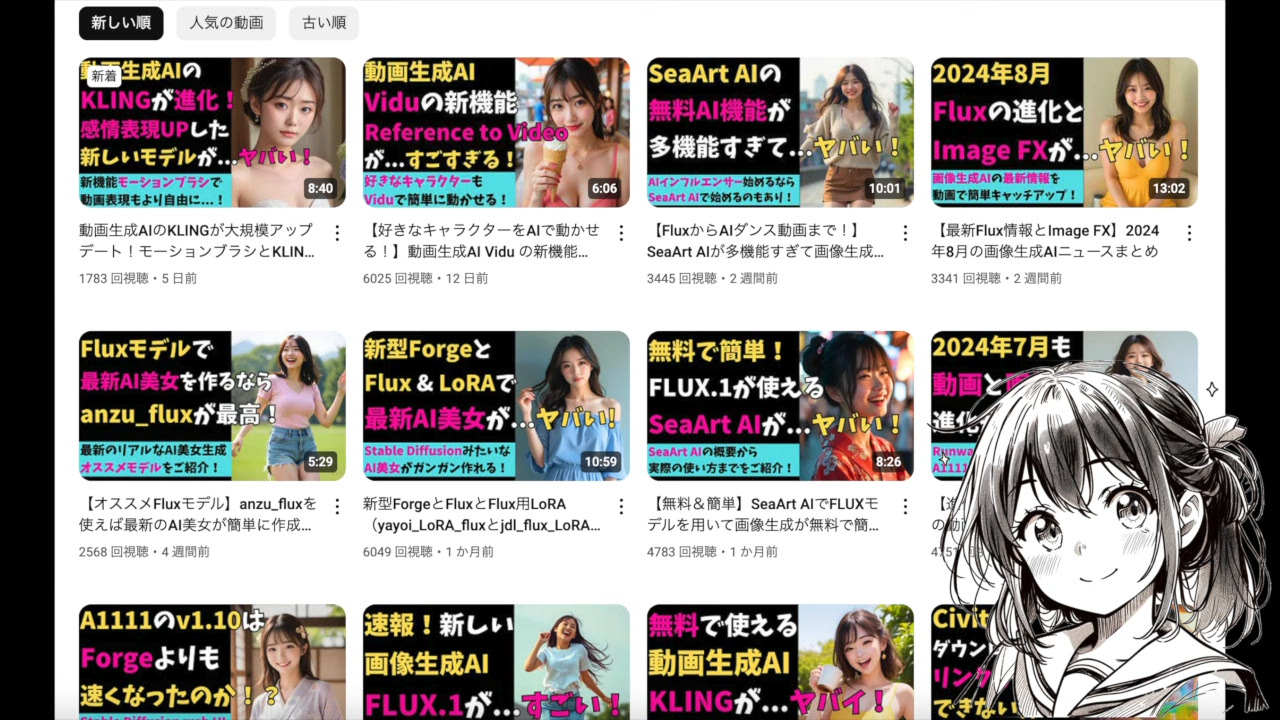 新しい順 人気の動画 古い順
新着
動画生成AIの
KLINGが進化！
感情表現UPした
新しいモデルが...ヤバい！
新機能モーションブラシで
動画表現もより自由に...！
8:40
動画生成AIのKLINGが大規模アップ
デート！モーションブラシとKLIN...
1783 回視聴・5 日前
動画生成AI
Viduの新機能
Reference to Video
が...すごすぎる！
好きなキャラクターも
Viduで簡単に動かせる！
6:06
【好きなキャラクターをAIで動かせ
る！】動画生成AI Vidu の新機能...
6025 回視聴・12 日前
SeaArt AIの
無料AI機能が
多機能すぎて...ヤバい！
AIインフルエンサー始めるなら
SeaArt AIで始めるのもあり！
10:01
【FluxからAIダンス動画まで！】
SeaArt AIが多機能すぎて画像生成...
3445 回視聴・2 週間前
2024年8月
Fluxの進化と
Image FXが...ヤバい！
画像生成AIの最新情報を
動画で簡単キャッチアップ！
13:02
【最新Flux情報とImage FX】2024
年8月の画像生成AIニュースまとめ
3341 回視聴・2 週間前
Fluxモデルで
最新AI美女を作るなら
anzu_fluxが最高！
最新のリアルなAI美女生成
オススメモデルをご紹介！
5:29
【オススメFluxモデル】anzu_fluxを
使えば最新のAI美女が簡単に作成...
2568 回視聴・4 週間前
新型Forgeと
Flux & LoRAで
最新AI美女が...ヤバい!
Stable Diffusionみたいな
AI美女がガンガン作れる！
10:59
新型ForgeとFluxとFlux用LoRA
（yayoi_LoRA_fluxとjdl_flux_LoRA...
6049 回視聴・1 か月前
無料で簡単！
FLUX.1が使える
SeaArt AIが...ヤバい！
SeaArt AIの概要から
実際の使い方までをご紹介！
8:26
【無料＆簡単】SeaArt AIでFLUXモ
デルを用いて画像生成が無料で簡...
4783 回視聴・1 か月前
2024年7月も
動画と
進化
Runwa
A1111
【進
の動画
A1111のv1.10は
Forgeよりも
速くなったのか！？
Stable Diffusion web UI
速報！新しい
画像生成AI
FLUX.1が...すごい！
無料で使える
動画生成AI
KLINGが...ヤバイ！
Civit
ダウン
リンク
できない